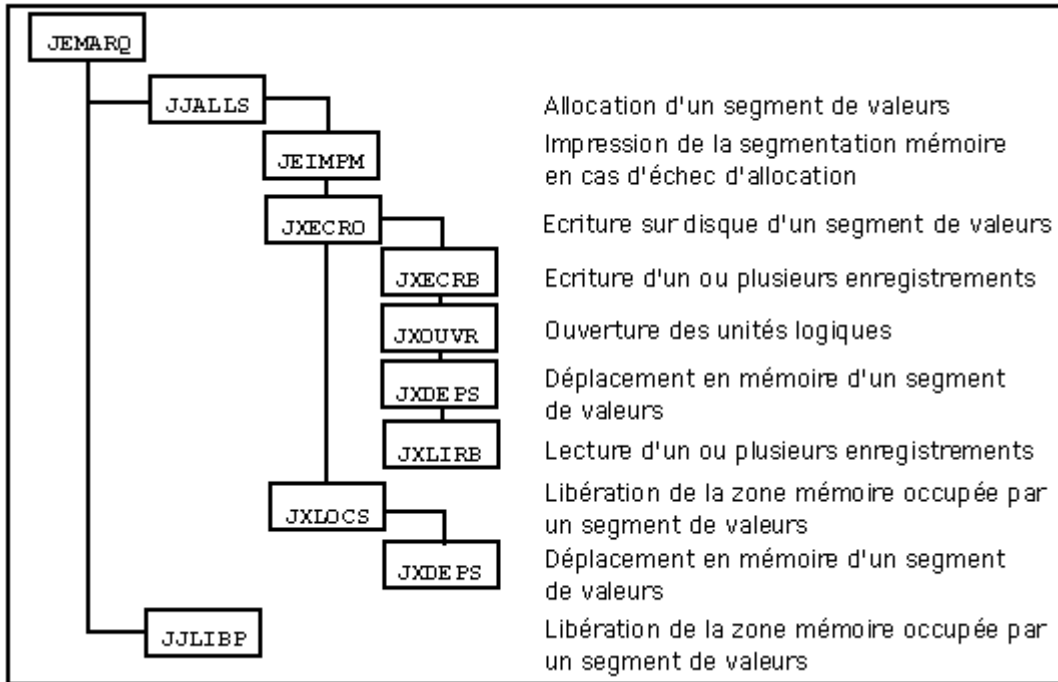 JEMARQ
JJALLS Allocation d'un segment de valeurs
JEIMPM Impression de la segmentation mémoire
en cas d'échec d'allocation
JXECRO Ecriture sur disque d'un segment de valeurs
JXECRB Ecriture d'un ou plusieurs enregistrements
JXOUVR Ouverture des unités logiques
JXDEPS Déplacement en mémoire d'un segment
de valeurs
JXLIRB Lecture d'un ou plusieurs enregistrements
JXLOCS Libération de la zone mémoire occupée par
un segment de valeurs
JXDEPS Déplacement en mémoire d'un segment
de valeurs
JJLIBP Libération de la zone mémoire occupée par
un segment de valeurs